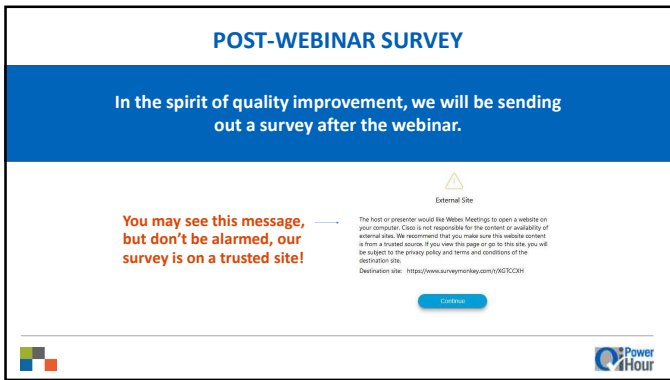 POST-WEBINAR SURVEY
In the spirit of quality improvement, we will be sending
out a survey after the webinar.
You may see this message,
but don't be alarmed, our
survey is on a trusted site!
External Site
The host or presenter would like Webex Meetings to open a website on
your computer. Cisco is not responsible for the content or availability of
external sites. We recommend that you make sure this website content
is from a trusted source. If you view this page or go to this site, you will
be subject to the privacy policy and terms and conditions of the
destination site.
Destination site: https://www.surveymonkey.com/r/XGTCCXH
Continue
QI Power
Hour